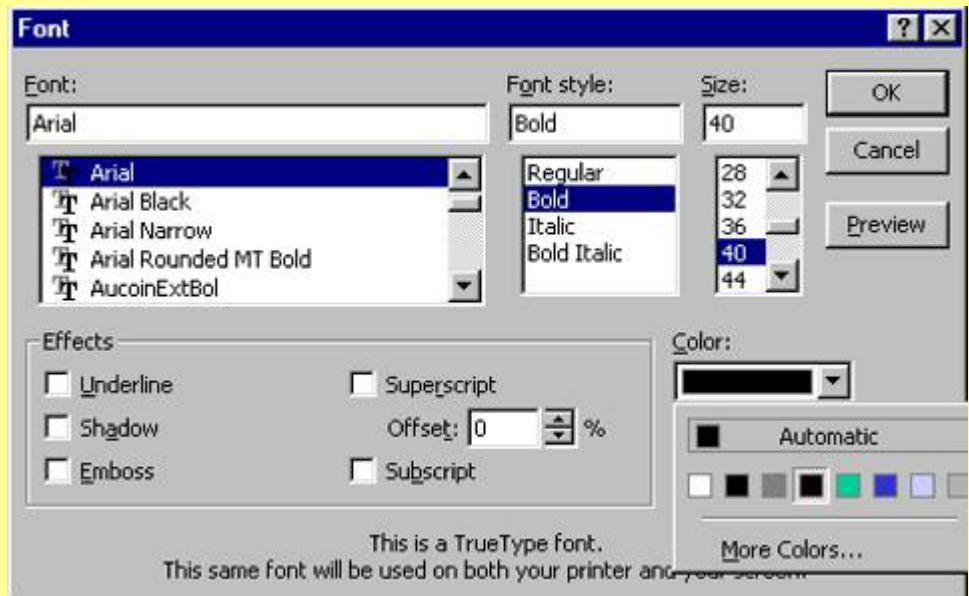 Font
Font: Font style: Size:
Arial Bold 40
OK
Cancel
Preview
Arial
Arial Black
Arial Narrow
Arial Rounded MT Bold
AucoinExtBol
Regular
Bold
Italic
Bold Italic
28
32
36
40
44
Effects
Underline
Shadow
Emboss
Superscript
Offset: 0 %
Subscript
Color:
Automatic
More Colors...
This is a TrueType font.
This same font will be used on both your printer and your screen.